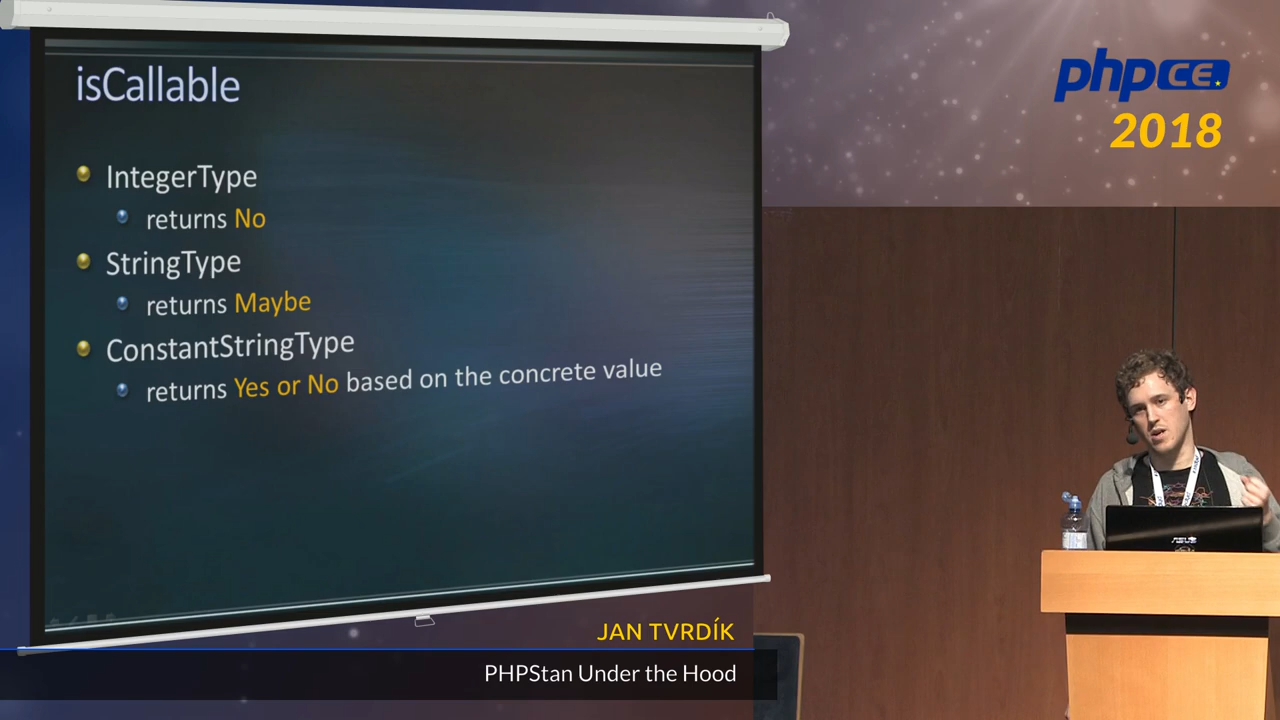 isCallable
IntegerType
returns No
StringType
returns Maybe
ConstantStringType
returns Yes or No based on the concrete value
phpce.
2018
ASUS
JAN TVRDÍK
PHPStan Under the Hood